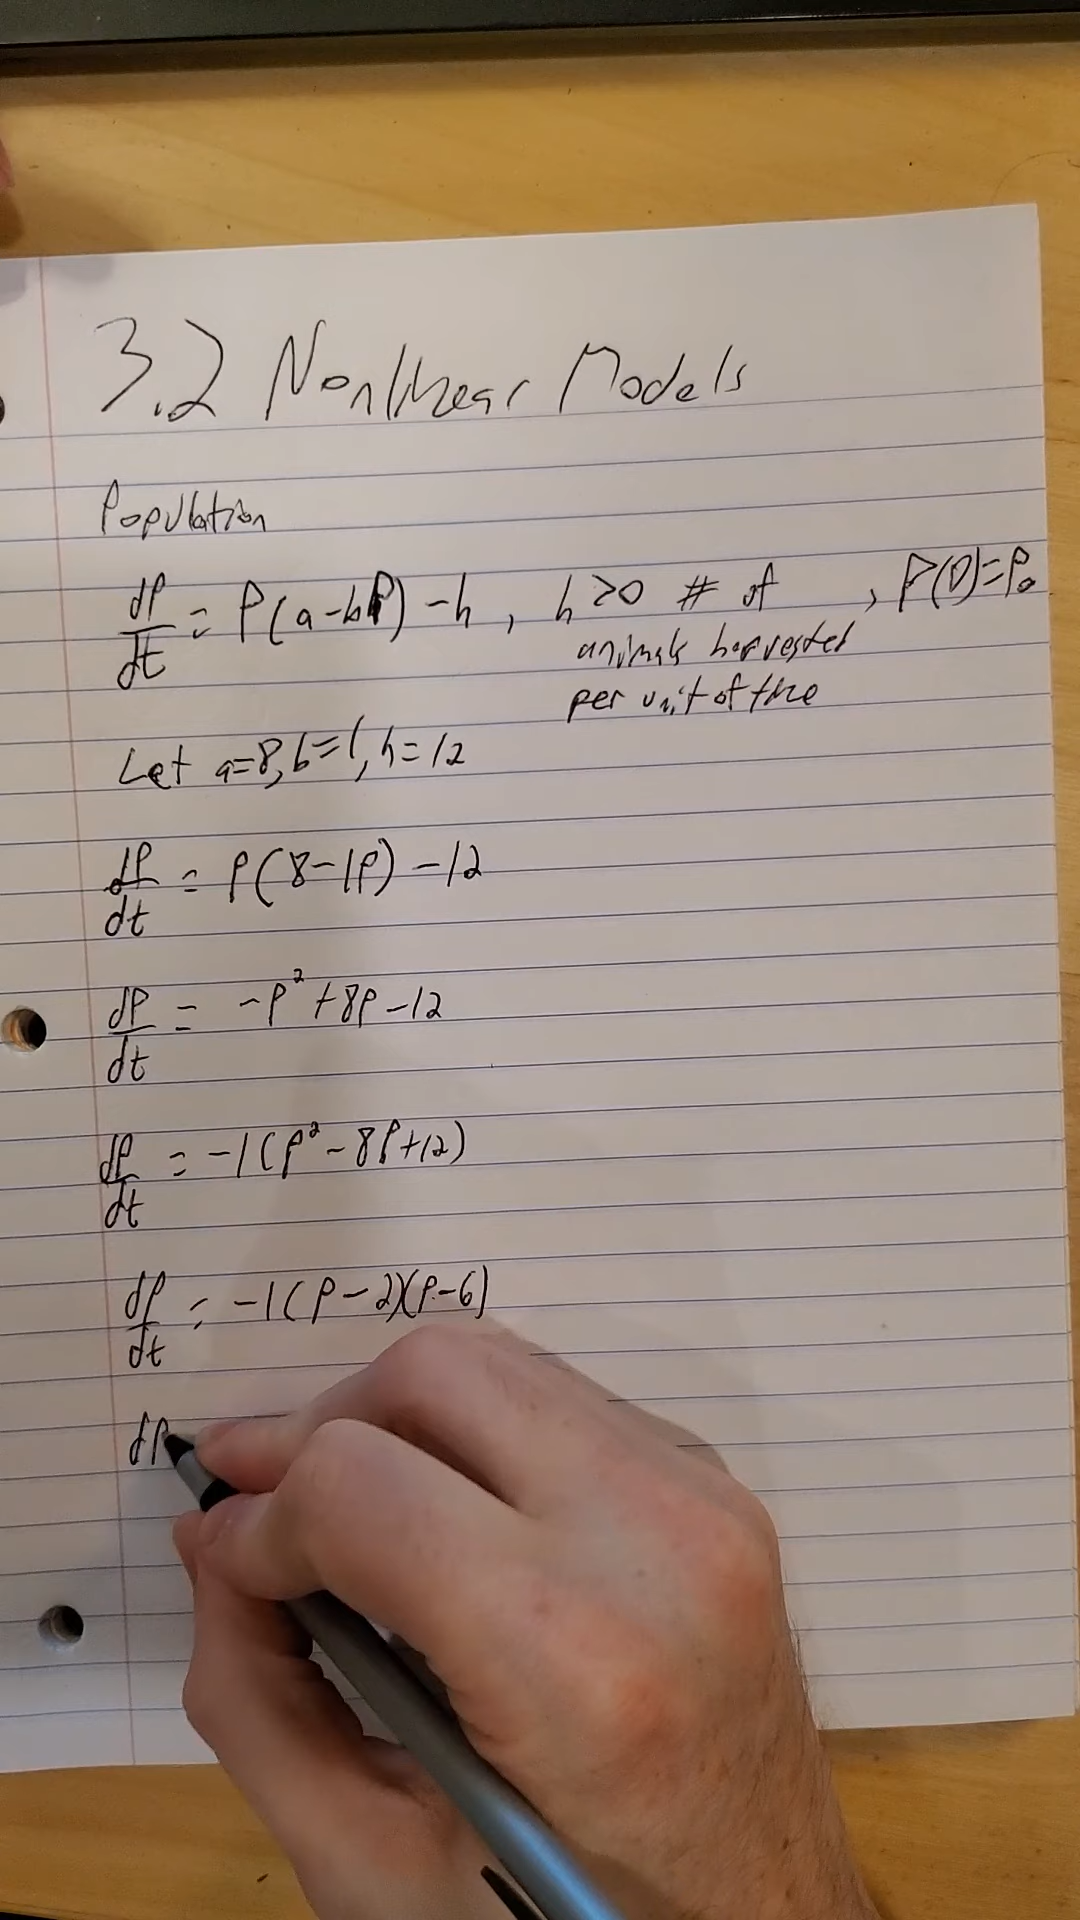 3.2 Nonlinear Models
Population
dP/dt = P(a-bP) -h, h>0 # of animals harvested per unit of time, P(0)=P₀
Let a=8, b=1, h=12
dP/dt = P(8-1P) -12
dP/dt = -P² +8P -12
dP/dt = -1(P² - 8P+12)
dP/dt = -1(P-2)(P-6)
dP